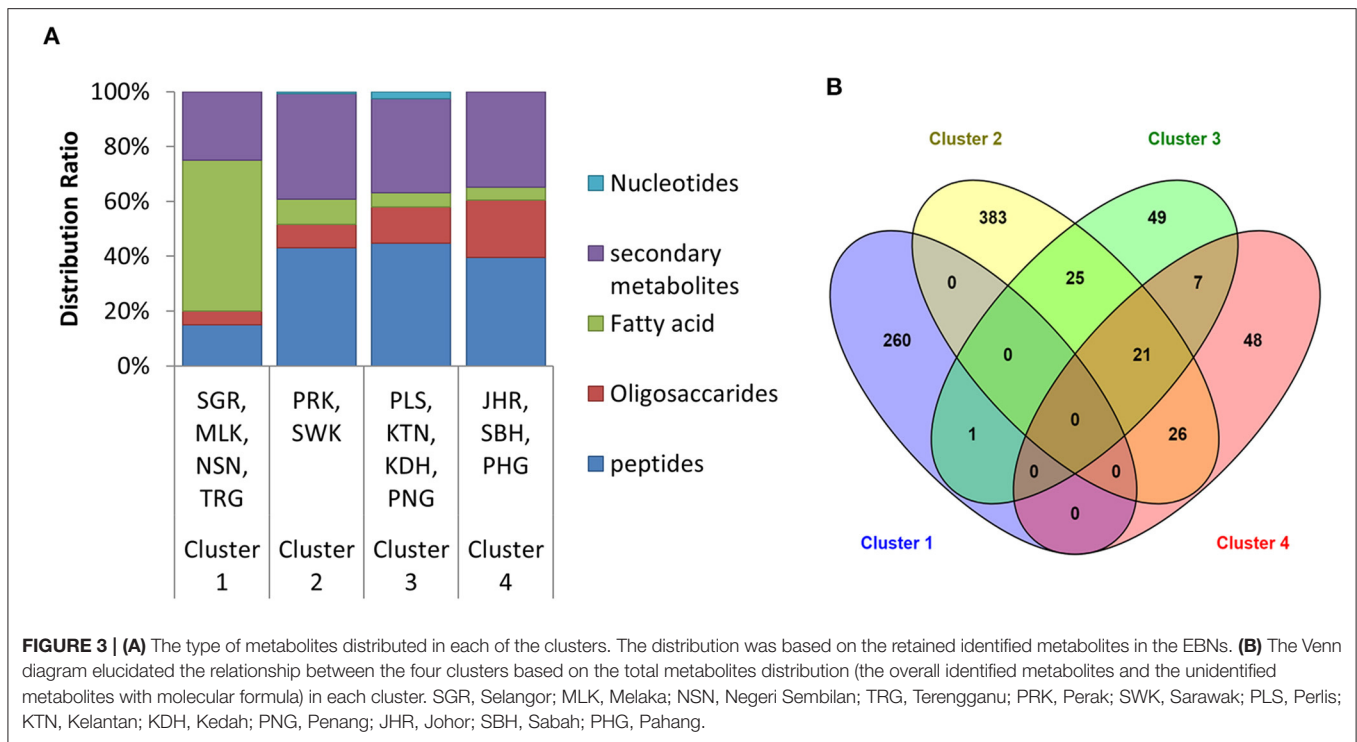 A
100%
80%
60%
40%
20%
0%
Distribution Ratio
SGR,
MLK,
NSN,
TRG
PRK,
SWK
PLS,
KTN,
KDH,
PNG
JHR,
SBH,
PHG
Cluster
1
Cluster
2
Cluster
3
Cluster
4
Nucleotides
secondary
metabolites
Fatty acid
Oligosaccarides
peptides
B
Cluster 2
Cluster 3
383
49
0
25
7
260
0
21
48
1
0
0
0
26
0
Cluster 1
Cluster 4
FIGURE 3 | (A) The type of metabolites distributed in each of the clusters. The distribution was based on the retained identified metabolites in the EBNs. (B) The Venn
diagram elucidated the relationship between the four clusters based on the total metabolites distribution (the overall identified metabolites and the unidentified
metabolites with molecular formula) in each cluster. SGR, Selangor; MLK, Melaka; NSN, Negeri Sembilan; TRG, Terengganu; PRK, Perak; SWK, Sarawak; PLS, Perlis;
KTN, Kelantan; KDH, Kedah; PNG, Penang; JHR, Johor; SBH, Sabah; PHG, Pahang.